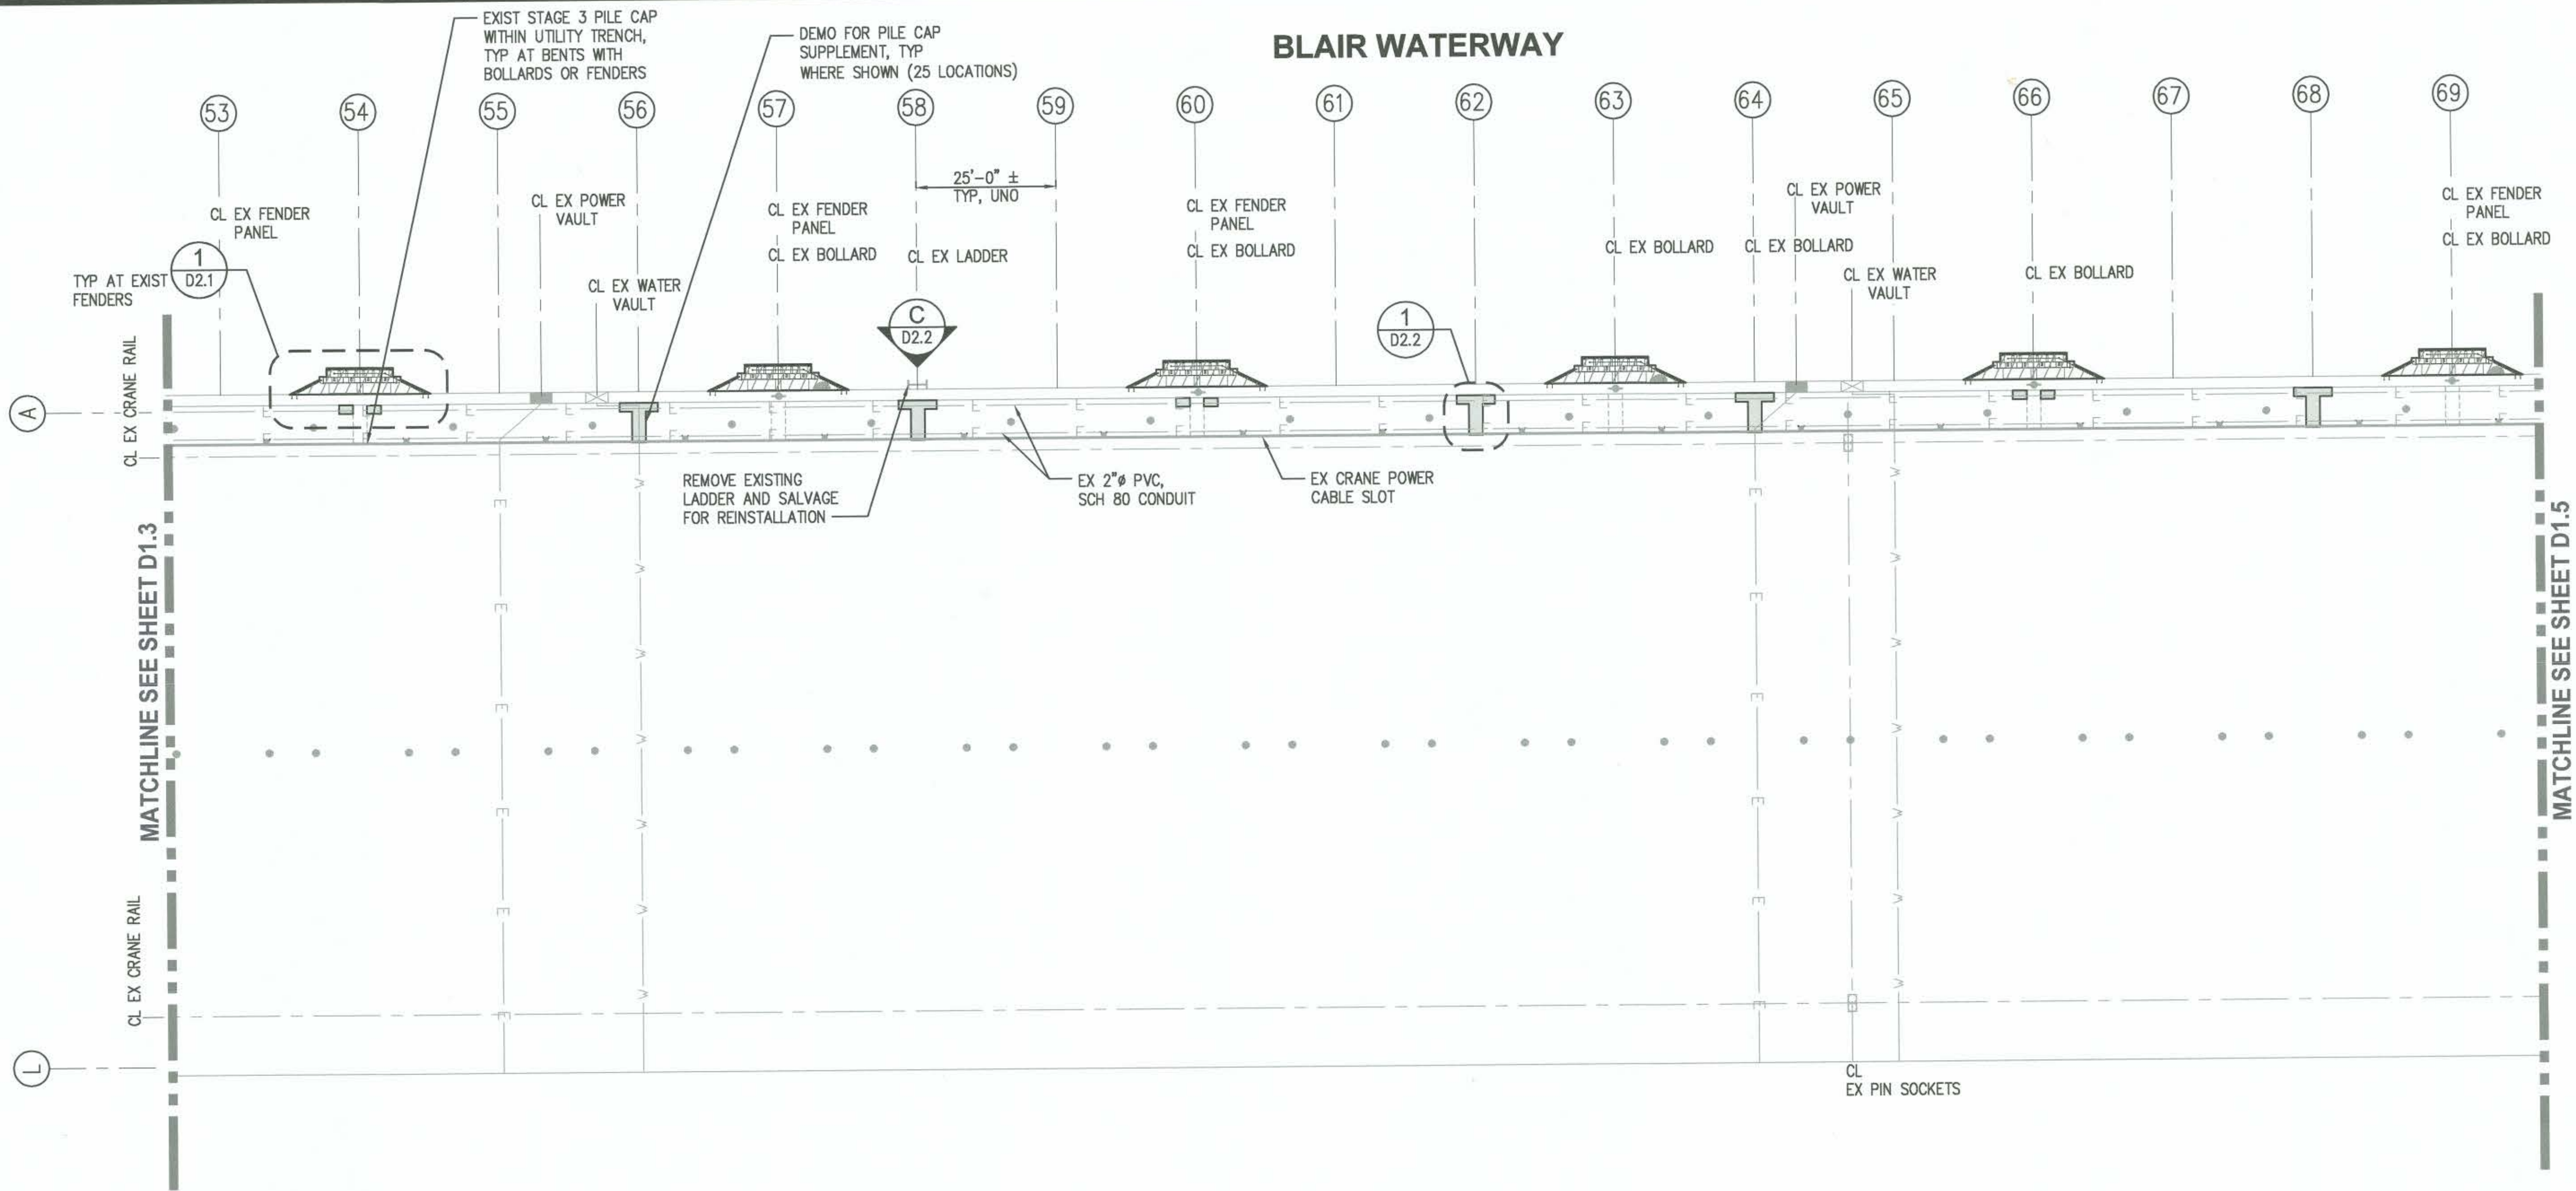 EXIST STAGE 3 PILE CAP
WITHIN UTILITY TRENCH,
TYP AT BENTS WITH
BOLLARDS OR FENDERS
DEMO FOR PILE CAP
SUPPLEMENT, TYP
WHERE SHOWN (25 LOCATIONS)
BLAIR WATERWAY
53
54
55
56
57
58
59
60
61
62
63
64
65
66
67
68
69
25'-0" ±
TYP, UNO
CL EX FENDER
PANEL
CL EX POWER
VAULT
CL EX WATER
VAULT
CL EX FENDER
PANEL
CL EX BOLLARD
CL EX LADDER
CL EX FENDER
PANEL
CL EX BOLLARD
CL EX BOLLARD
CL EX POWER
VAULT
CL EX BOLLARD
CL EX WATER
VAULT
CL EX BOLLARD
CL EX FENDER
PANEL
CL EX BOLLARD
TYP AT EXIST
FENDERS
1
D2.1
C
D2.2
1
D2.2
A
CL EX CRANE RAIL
REMOVE EXISTING
LADDER AND SALVAGE
FOR REINSTALLATION
EX 2"ø PVC,
SCH 80 CONDUIT
EX CRANE POWER
CABLE SLOT
MATCHLINE SEE SHEET D1.3
MATCHLINE SEE SHEET D1.5
E
E
E
E
E
E
W
W
W
W
W
W
W
E
E
E
E
E
E
W
W
W
W
W
W
W
CL EX CRANE RAIL
L
CL
EX PIN SOCKETS